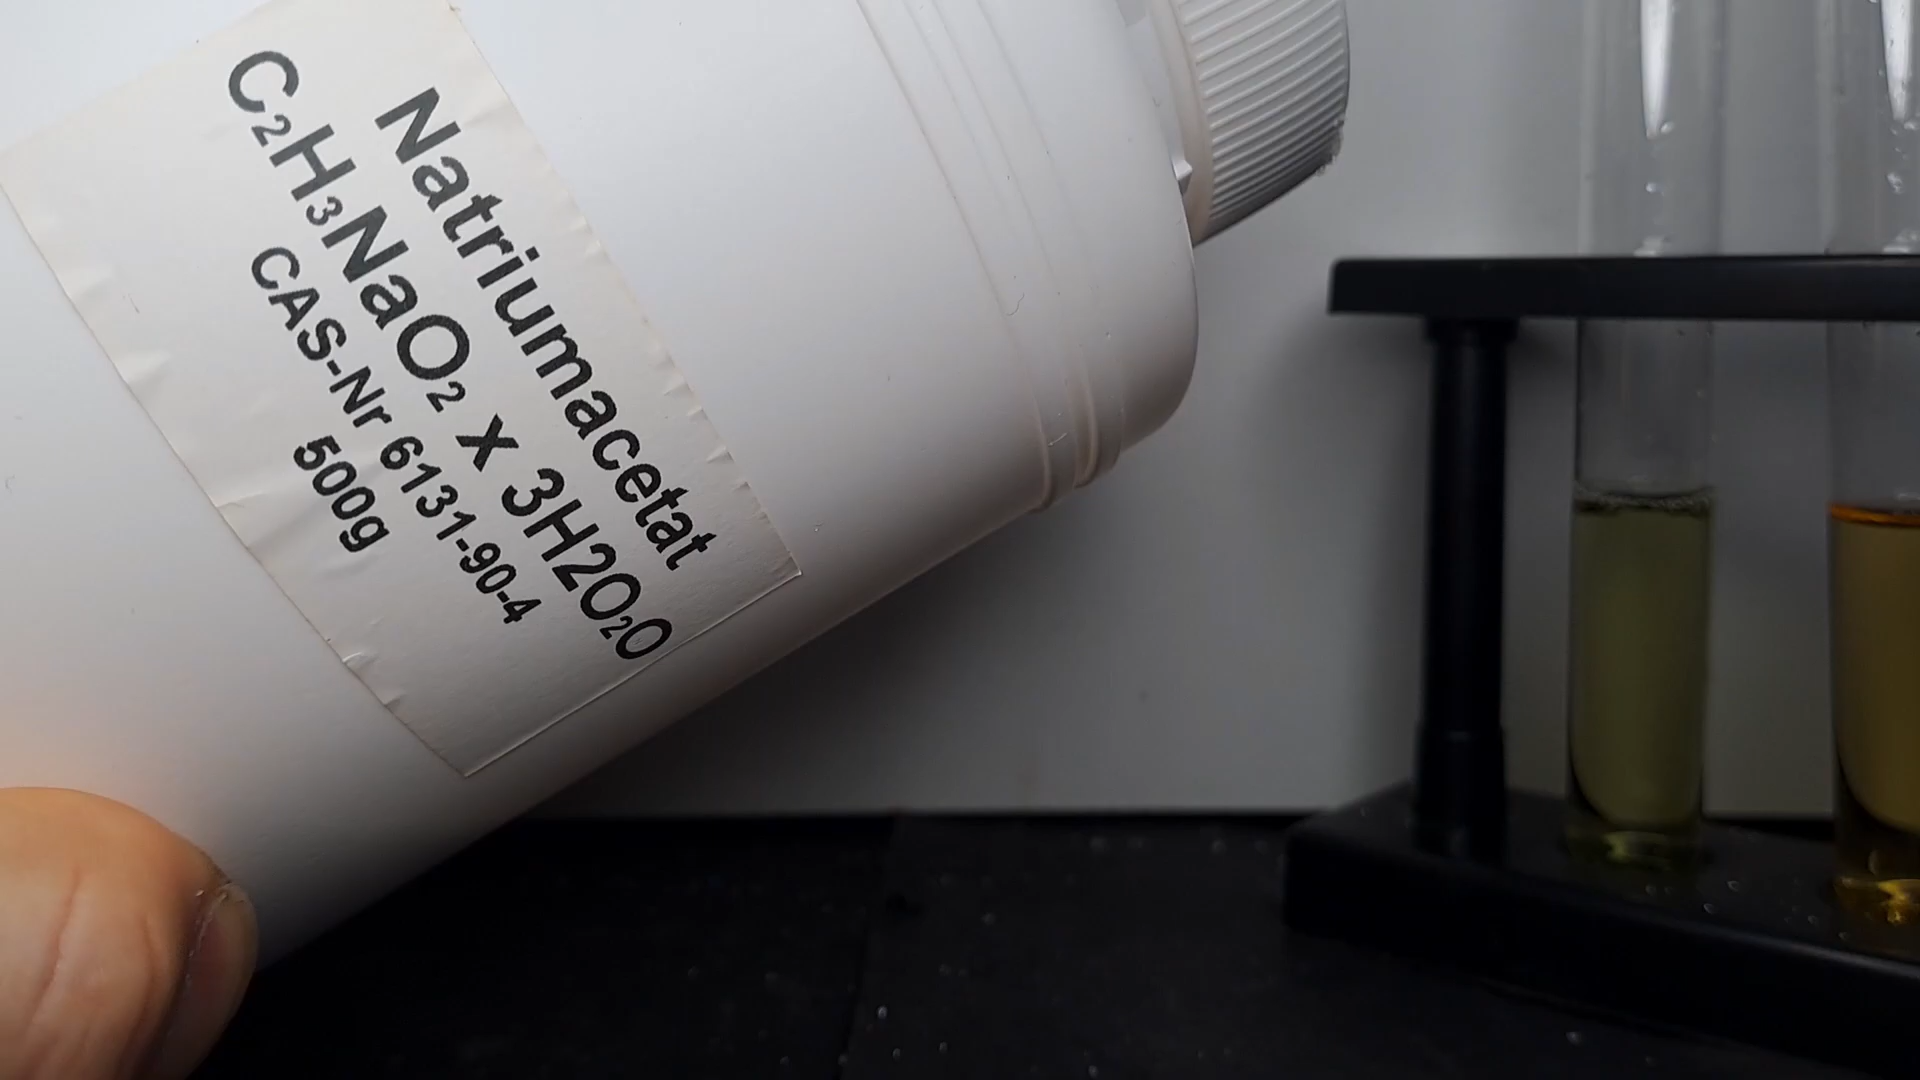 Natriumacetat
C₂H₃NaO₂ x 3H2O₂O
CAS-Nr 6131-90-4
500g